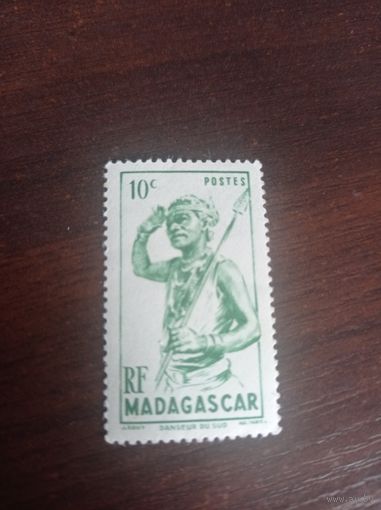 10c POSTES
RF
MADAGASCAR
DANSEUR DU SUD